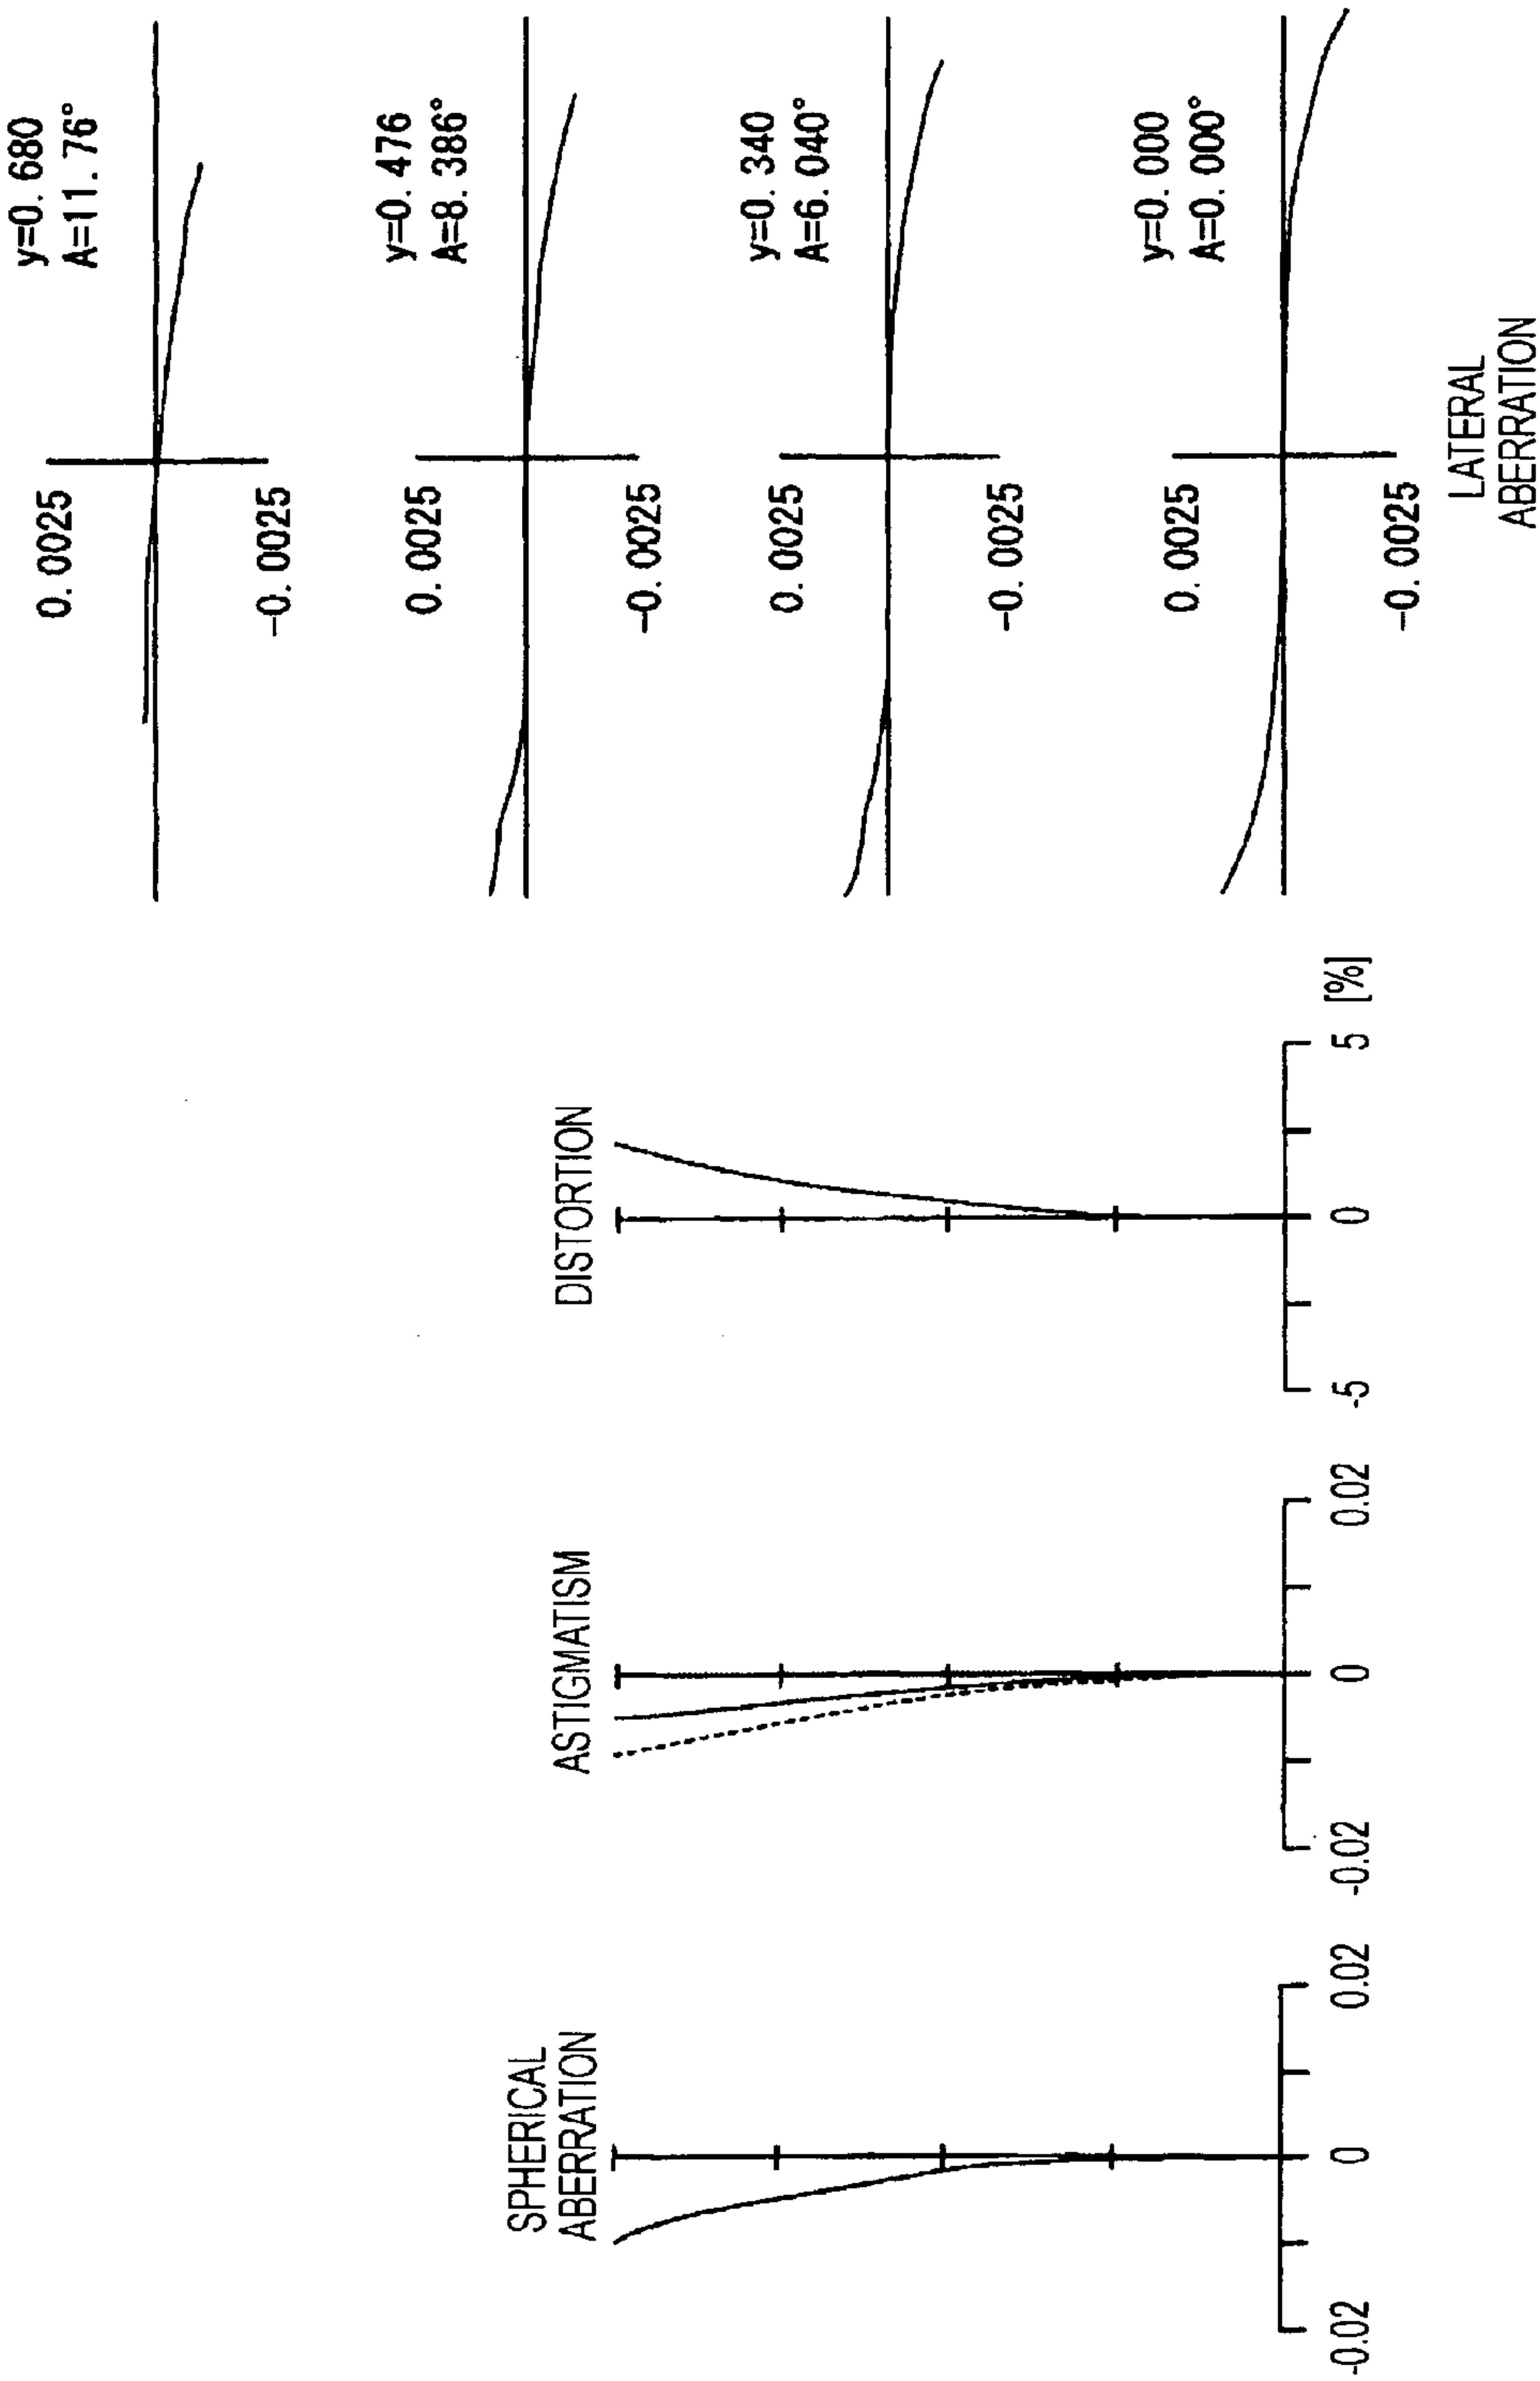 SPHERICAL
ABERRATION
-0.02
0
0.02
ASTIGMATISM
-0.02
0
0.02
DISTORTION
-5
0
5
[%]
y=0.680
A=11.76°
0.0025
-0.0025
y=0.476
A=8.386°
0.0025
-0.0025
y=0.340
A=6.040°
0.0025
-0.0025
y=0.000
A=0.000°
0.0025
-0.0025
LATERAL
ABERRATION